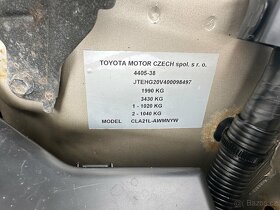 TOYOTA MOTOR CZECH spol. s r. o.
4405-38
JTEHG20V400098497
1990 KG
3430 KG
1 - 1020 KG
2 - 1040 KG
MODEL CLA21L-AWMNYW